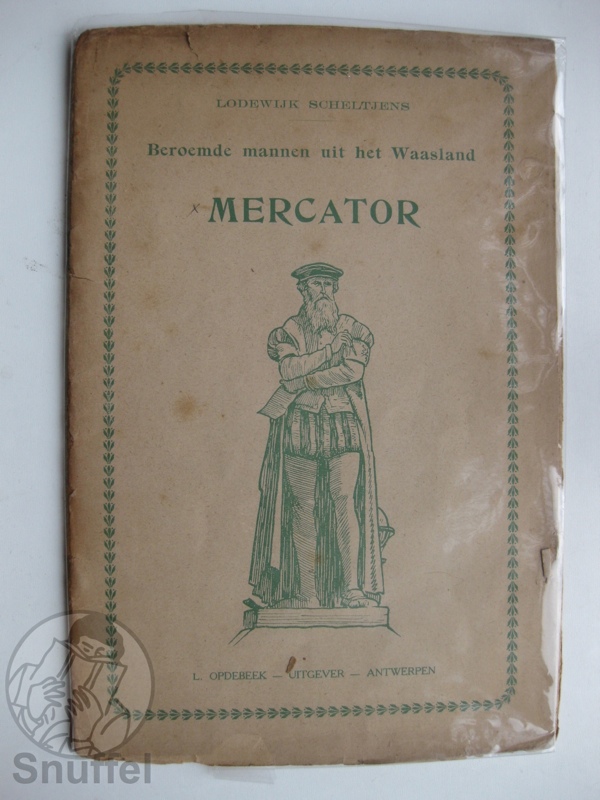 LODEWIJK SCHELTJENS
Beroemde mannen uit het Waasland
x MERCATOR
L. OPDEBEEK — UITGEVER — ANTWERPEN
Snuffel